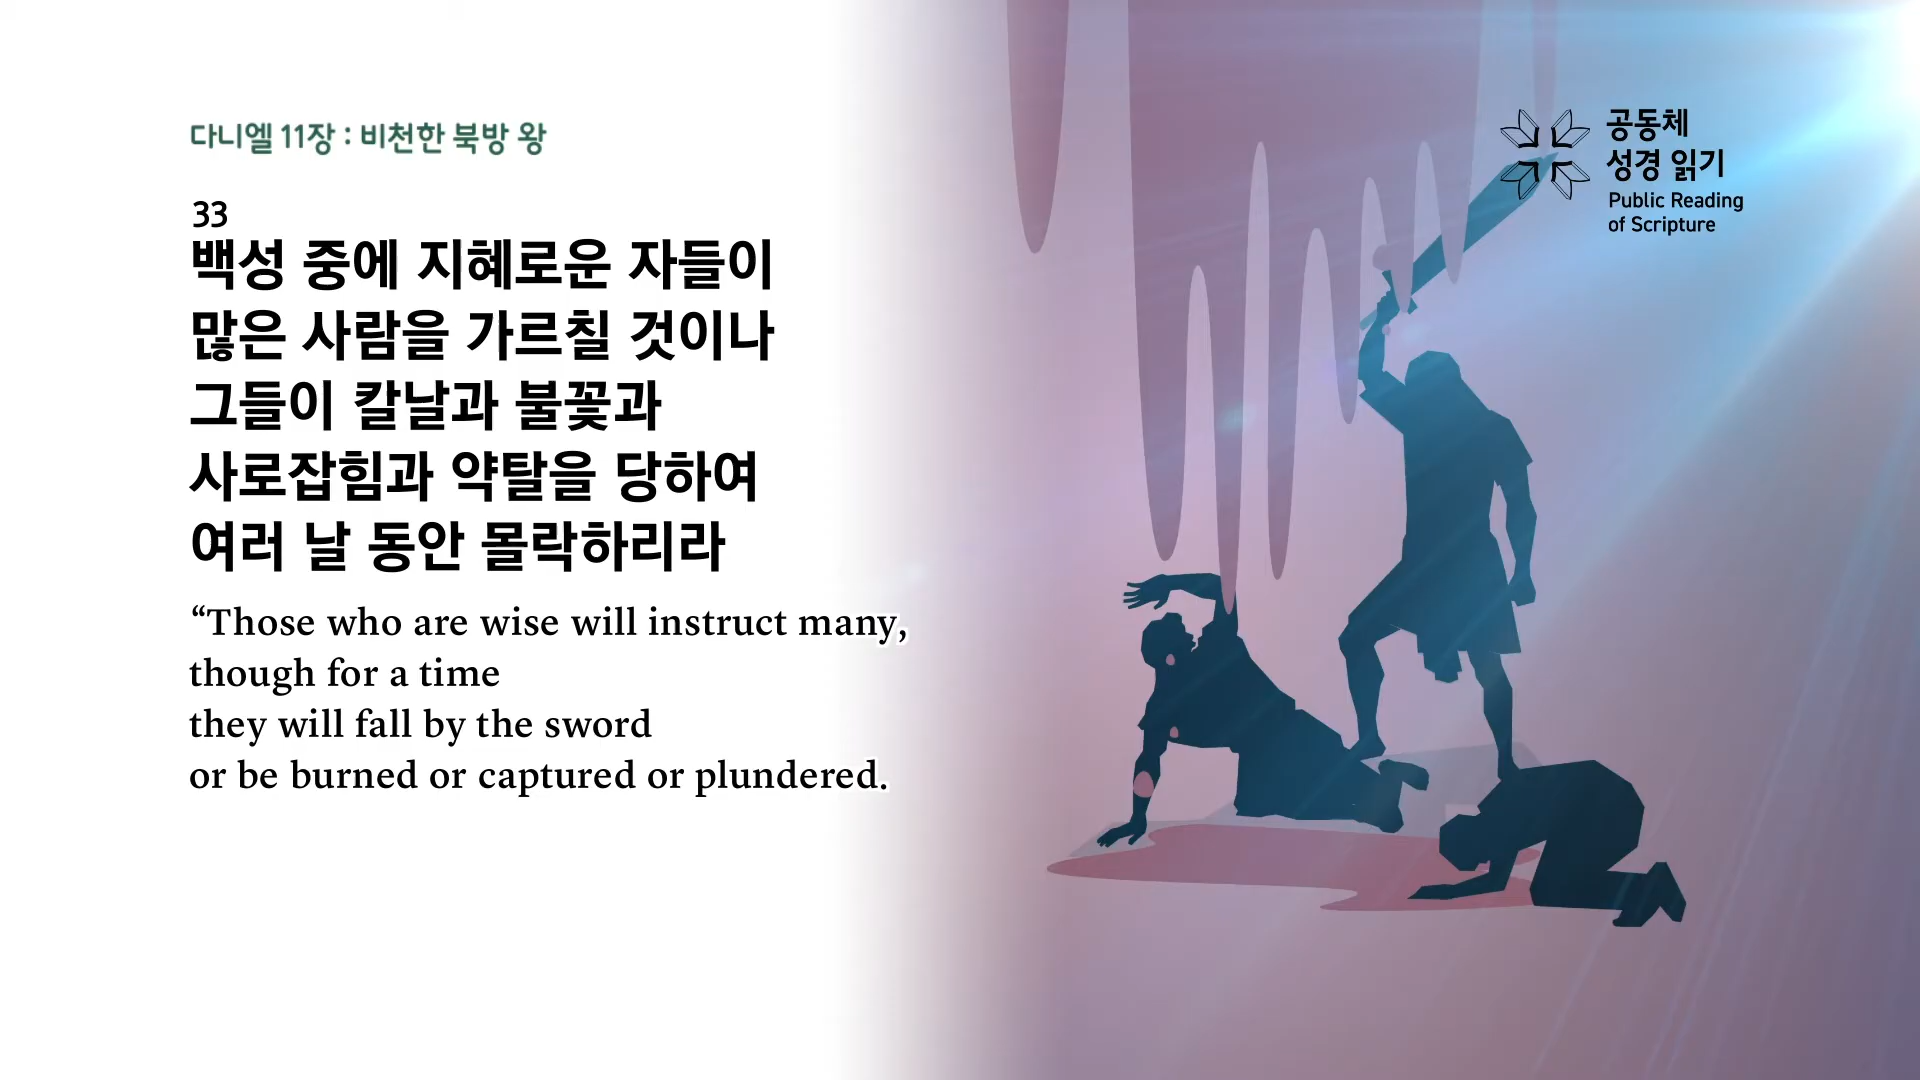 다니엘 11장 : 비천한 북방 왕
33
백성 중에 지혜로운 자들이
많은 사람을 가르칠 것이나
그들이 칼날과 불꽃과
사로잡힘과 약탈을 당하여
여러 날 동안 몰락하리라
“Those who are wise will instruct many,
though for a time
they will fall by the sword
or be burned or captured or plundered.
공동체
성경 읽기
Public Reading
of Scripture